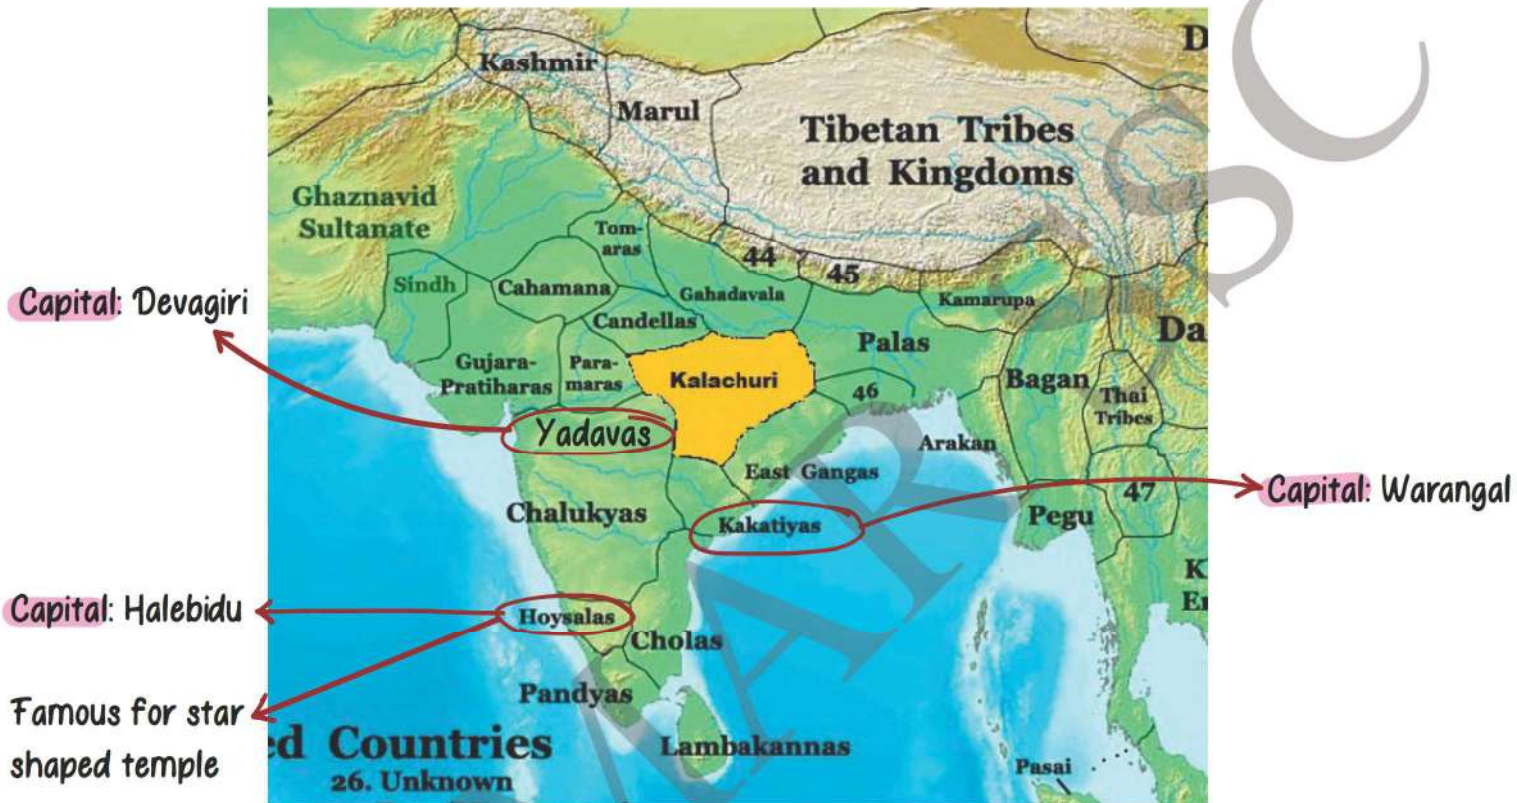 Kashmir
D
Marul
Tibetan Tribes
and Kingdoms
Ghaznavid
Sultanate
Tom-
aras
44
45
Sindh
Cahamana
Gahadavala
Kamarupa
Capital: Devagiri
Candellas
Palas
Da
Gujara-
Pratiharas
Para-
maras
Kalachuri
46
Bagan
Thai
Tribes
Yadavas
Arakan
East Gangas
47
Capital: Warangal
Chalukyas
Kakatiyas
Pegu
K
Capital: Halebidu
Hoysalas
Cholas
Pandyas
Famous for star
shaped temple
ed Countries
26. Unknown
Lambakannas
Pasai